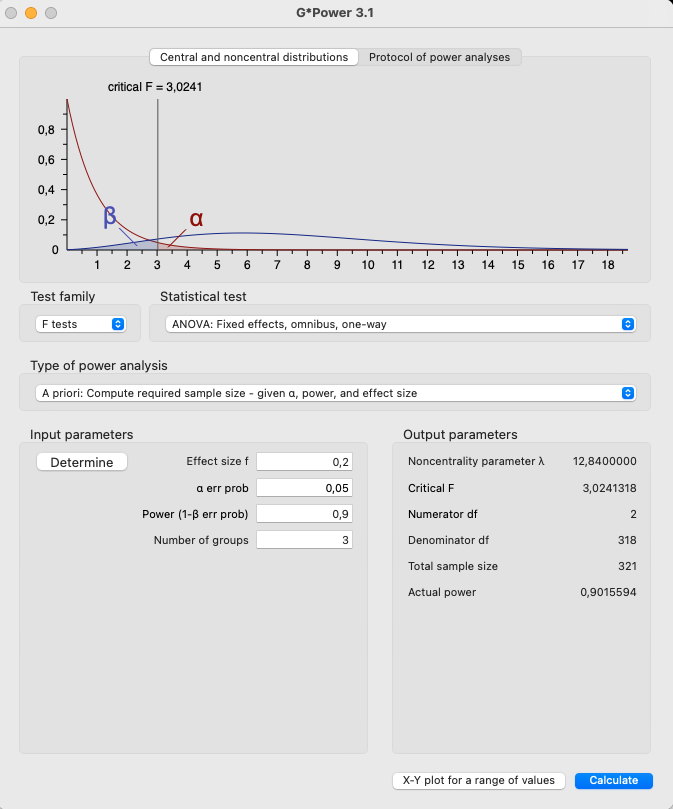 G*Power 3.1
Central and noncentral distributions Protocol of power analyses
critical F = 3,0241
0,8
0,6
0,4
0,2
0
β
α
1 2 3 4 5 6 7 8 9 10 11 12 13 14 15 16 17 18
Test family Statistical test
F tests ANOVA: Fixed effects, omnibus, one-way
Type of power analysis
A priori: Compute required sample size - given α, power, and effect size
Input parameters Output parameters
Determine Effect size f 0,2 Noncentrality parameter λ 12,8400000
α err prob 0,05 Critical F 3,0241318
Power (1-β err prob) 0,9 Numerator df 2
Number of groups 3 Denominator df 318
Total sample size 321
Actual power 0,9015594
X-Y plot for a range of values Calculate